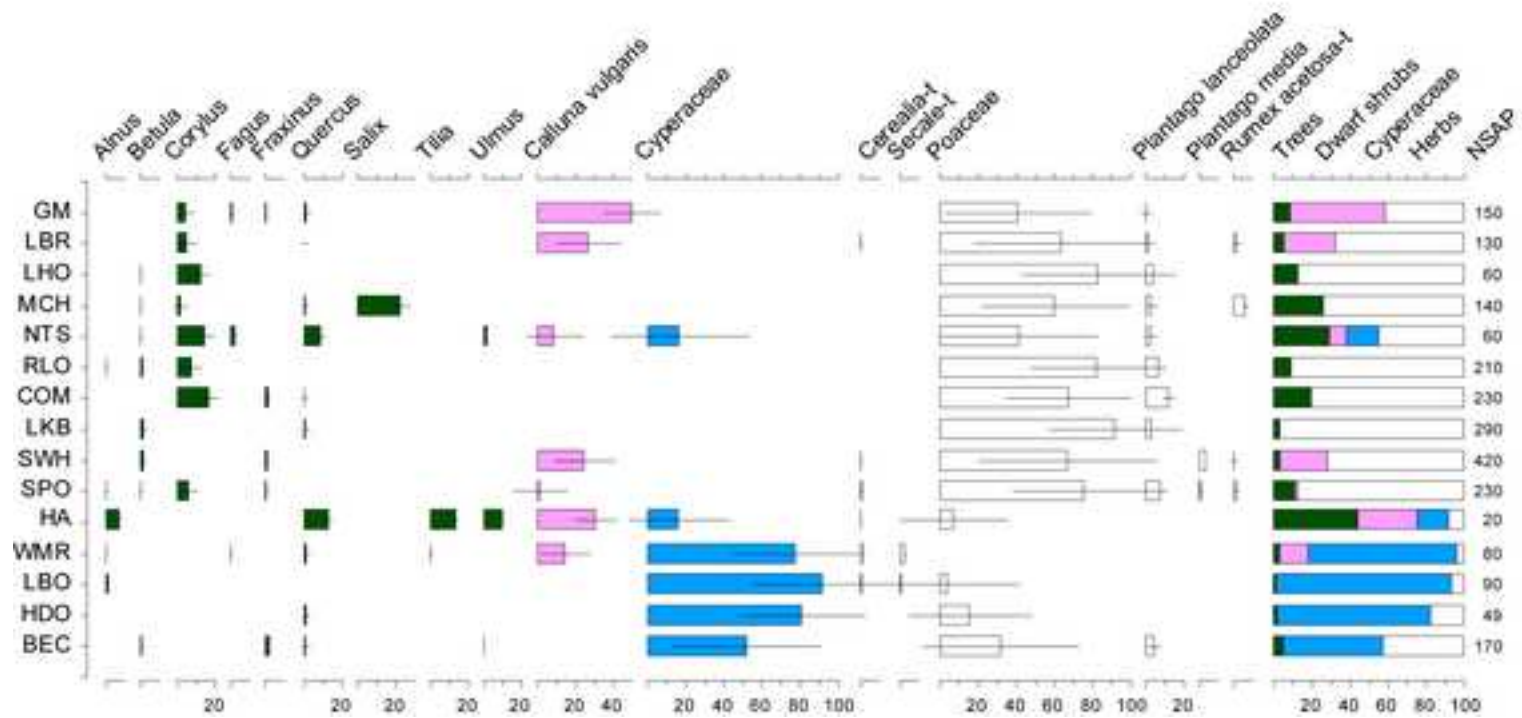 Alnus
Betula
Corylus
Fagus
Fraxinus
Quercus
Salix
Tilia
Ulmus
Calluna vulgaris
Cyperaceae
Cerealia-t
Secale-t
Poaceae
Plantago lanceolata
Plantago media
Rumex acetosa-t
Trees
Dwarf shrubs
Cyperaceae
Herbs
NSAP
GM 150
LBR 130
LHO 60
MCH 140
NTS 60
RLO 210
COM 230
LKB 290
SWH 420
SPO 230
HA 20
WMR 80
LBO 90
HDO 49
BEC 170
20 20 20 20 20 20 40 20 40 60 80 100 20 40 60 80 100 20 20 40 60 80 100